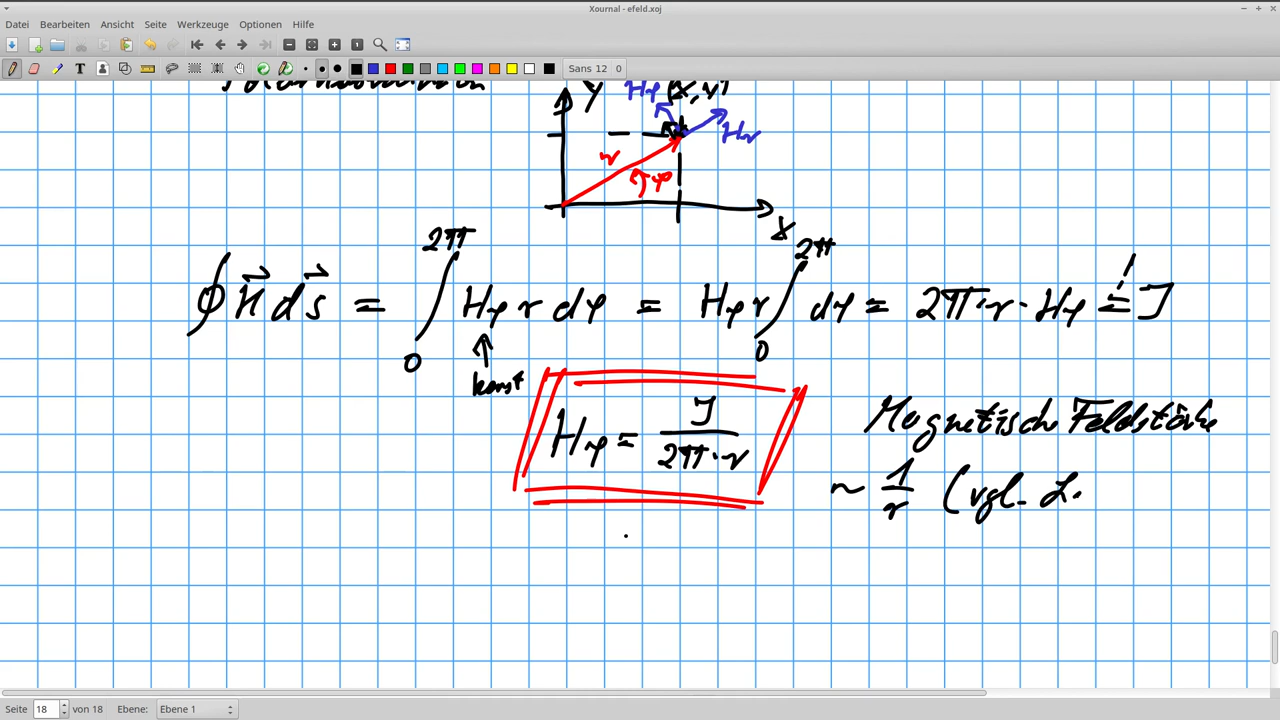 Xournal - efeld.xoj
Datei Bearbeiten Ansicht Seite Werkzeuge Optionen Hilfe
Sans 12 0
Y Hφ (x, y)
Hr
r φ
x
∮ H⃗ ds⃗ = ∫₀^2π Hφ r dφ = Hφ r ∫₀^2π dφ = 2π·r·Hφ =! I
konst
Hφ = I / 2π·r
Magnetische Feldstärke
~ 1/r (vgl. L.
Seite 18 von 18 Ebene: Ebene 1